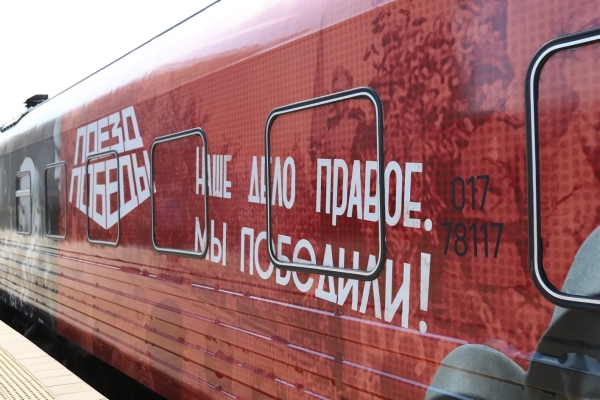 ПОЕЗД
ПОБЕДЫ
НАШЕ ДЕЛО ПРАВОЕ.
МЫ ПОБЕДИЛИ!
017
78117